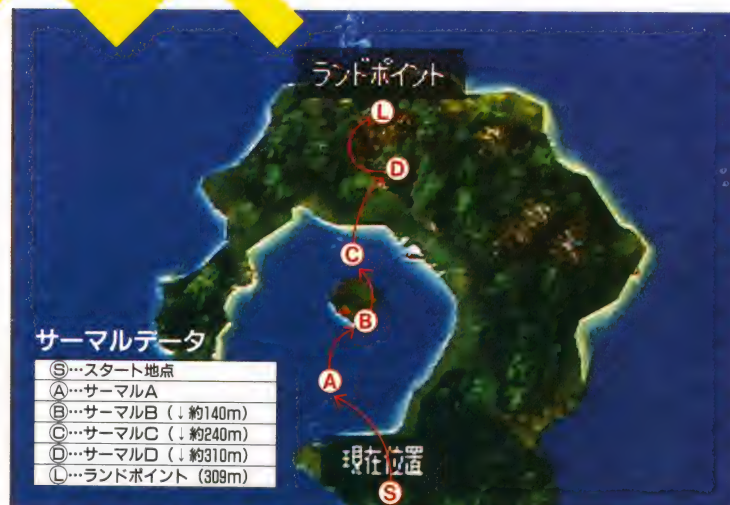 ランドポイント
L
D
C
B
A
現在位置
S
サーマルデータ
Ⓢ…スタート地点
Ⓐ…サーマルA
Ⓑ…サーマルB（↓約140m）
Ⓒ…サーマルC（↓約240m）
Ⓓ…サーマルD（↓約310m）
Ⓛ…ランドポイント（309m）